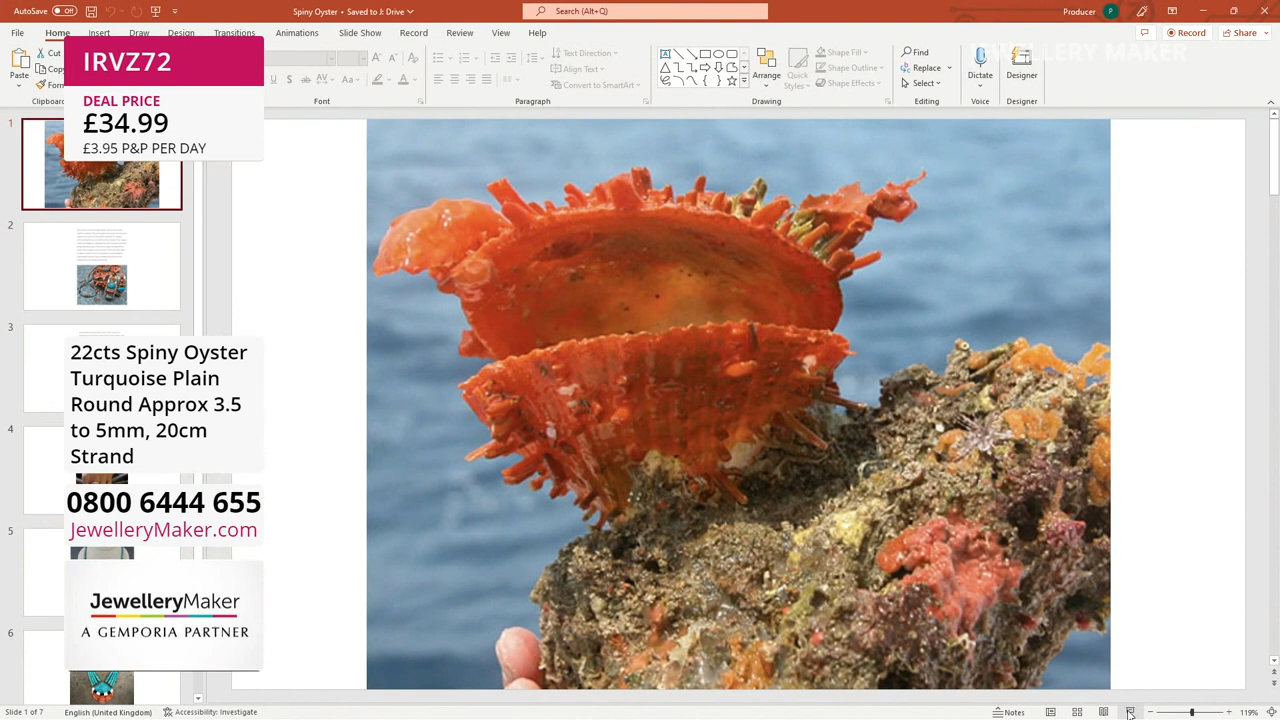 AutoSave Off
Spiny Oyster • Saved to J: Drive
Search (Alt+Q)
Producer P
File Home Insert Draw Design Transitions Animations Slide Show Record Review View Help
Record
Share
Paste
Cut
Copy
Clipboard
Font
Text Direction
Align Text
Convert to SmartArt
Paragraph
Arrange
Quick
Styles
Shape Fill
Shape Outline
Shape Effects
Drawing
Find
Replace
Select
Editing
Dictate
Voice
Designer
Designer
JEWELLERY MAKER
IRVZ72
DEAL PRICE
£34.99
£3.95 P&P PER DAY
1
2
3
4
5
6
22cts Spiny Oyster
Turquoise Plain
Round Approx 3.5
to 5mm, 20cm
Strand
0800 6444 655
JewelleryMaker.com
JewelleryMaker
A GEMPORIA PARTNER
Slide 1 of 7
English (United Kingdom)
Accessibility: Investigate
Notes
119%